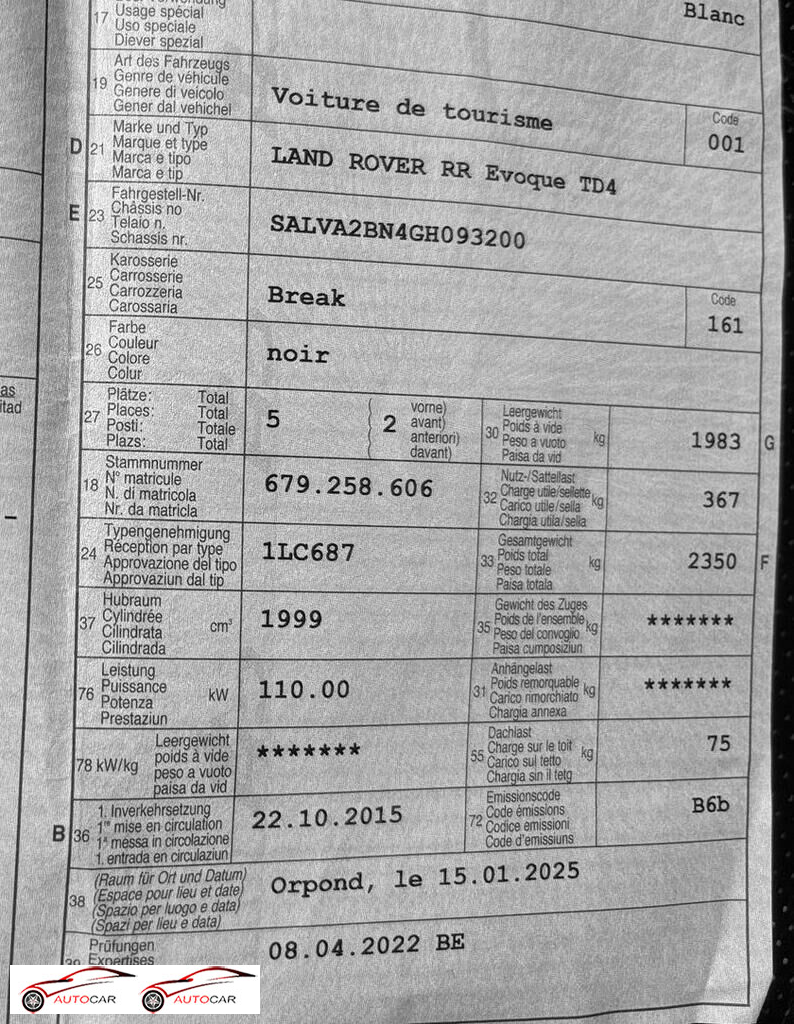 17 Usage spécial
Uso speciale
Diever spezial
Blanc
19 Art des Fahrzeugs
Genre de véhicule
Genere di veicolo
Gener dal vehichel
Voiture de tourisme
Code
001
D 21 Marke und Typ
Marque et type
Marca e tipo
Marca e tip
LAND ROVER RR Evoque TD4
E 23 Fahrgestell-Nr.
Châssis no
Telaio n.
Schassis nr.
SALVA2BN4GH093200
25 Karosserie
Carrosserie
Carrozzeria
Carossaria
Break
Code
161
26 Farbe
Couleur
Colore
Colur
noir
as
itad
27 Plätze: Total
Places: Total
Posti: Totale
Plazs: Total
5
2
vorne)
avant)
anteriori)
davant)
30 Leergewicht
Poids à vide
Peso a vuoto
Paisa da vid
kg
1983 G
18 Stammnummer
N° matricule
N. di matricola
Nr. da matricla
679.258.606
32 Nutz-/Sattellast
Charge utile/sellette
Carico utile/sella
Chargia utila/sella
kg
367
24 Typengenehmigung
Réception par type
Approvazione del tipo
Approvaziun dal tip
1LC687
33 Gesamtgewicht
Poids total
Peso totale
Paisa totala
kg
2350 F
37 Hubraum
Cylindrée
Cilindrata
Cilindrada
cm³
1999
35 Gewicht des Zuges
Poids de l'ensemble
Peso del convoglio
Paisa cumposiziun
kg
*******
76 Leistung
Puissance
Potenza
Prestaziun
kW
110.00
31 Anhängelast
Poids remorquable
Carico rimorchiato
Chargia annexa
kg
*******
78 kW/kg
Leergewicht
poids à vide
peso a vuoto
paisa da vid
*******
55 Dachlast
Charge sur le toit
Carico sul tetto
Chargia sin il tetg
kg
75
B 36 1. Inverkehrsetzung
1re mise en circulation
1a messa in circolazione
1. entrada en circulaziun
22.10.2015
72 Emissionscode
Code émissions
Codice emissioni
Code d'emissiuns
B6b
38 (Raum für Ort und Datum)
(Espace pour lieu et date)
(Spazio per luogo e data)
(Spazi per lieu e data)
Orpond, le 15.01.2025
39 Prüfungen
Expertises
08.04.2022 BE
AUTOCAR AUTOCAR